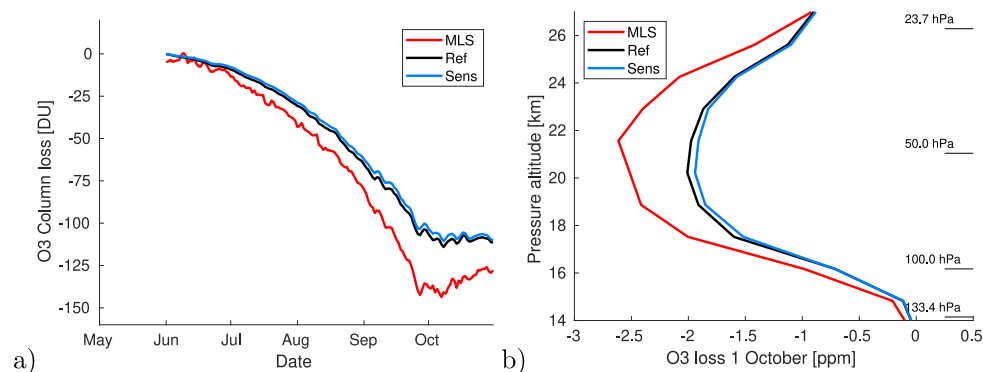 0
-25
-50
-75
-100
-125
-150
O3 Column loss [DU]
May
Jun
Jul
Aug
Sep
Oct
Date
MLS
Ref
Sens
a)
26
24
22
20
18
16
14
Pressure altitude [km]
-3
-2.5
-2
-1.5
-1
-0.5
0
0.5
O3 loss 1 October [ppm]
MLS
Ref
Sens
23.7 hPa
50.0 hPa
100.0 hPa
133.4 hPa
b)